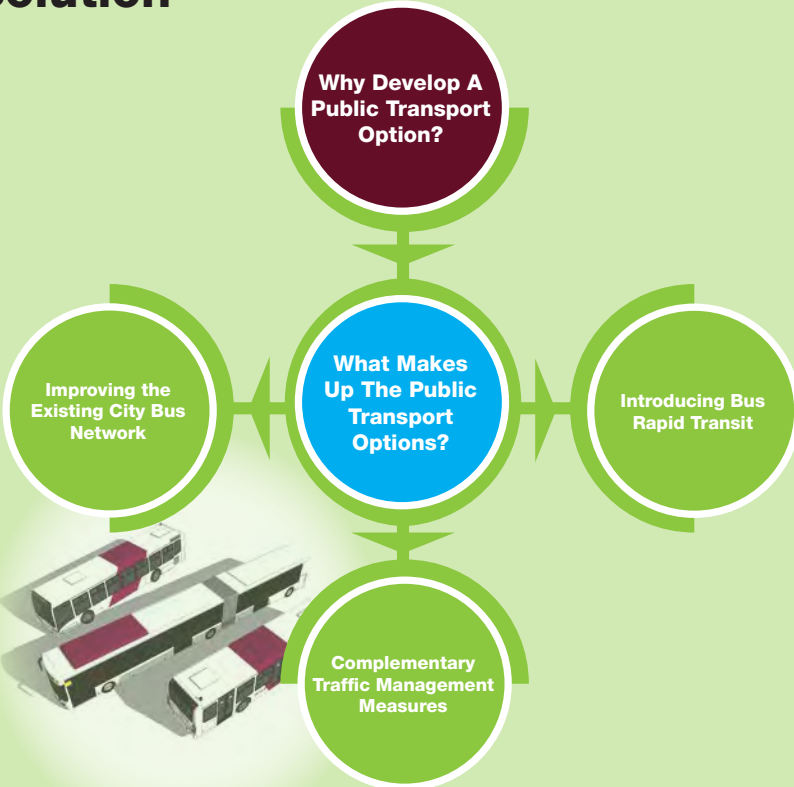 Why Develop A
Public Transport
Option?
What Makes
Up The Public
Transport
Options?
Improving the
Existing City Bus
Network
Introducing Bus
Rapid Transit
Complementary
Traffic Management
Measures